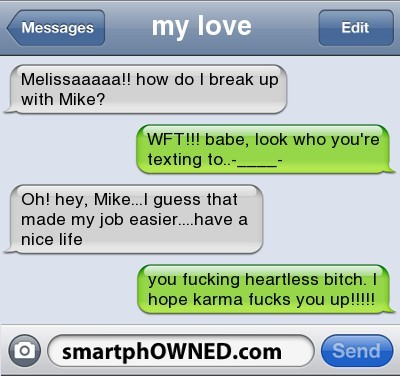 Messages
my love
Edit
Melissaaaaa!! how do I break up
with Mike?
WFT!!! babe, look who you're
texting to..-____-
Oh! hey, Mike...I guess that
made my job easier....have a
nice life
you fucking heartless bitch. I
hope karma fucks you up!!!!!
smartphOWNED.com
Send